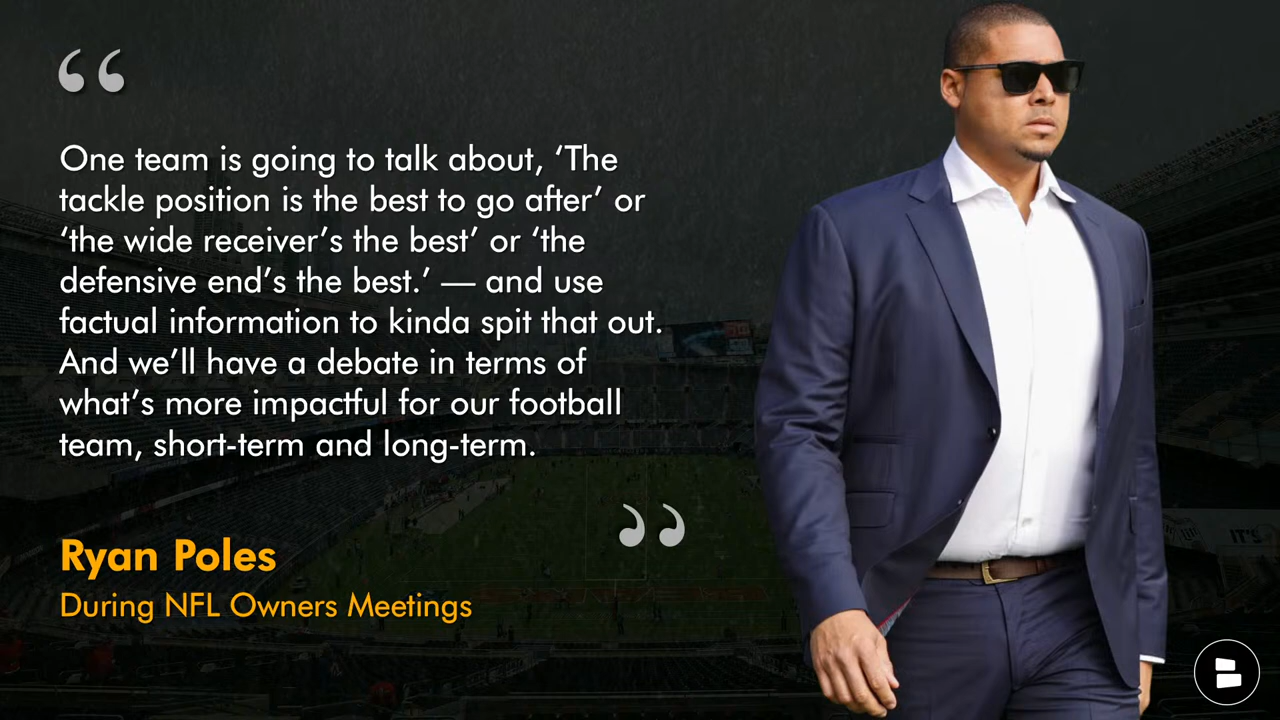 “
One team is going to talk about, ‘The
tackle position is the best to go after’ or
‘the wide receiver’s the best’ or ‘the
defensive end’s the best.’ — and use
factual information to kinda spit that out.
And we’ll have a debate in terms of
what’s more impactful for our football
team, short-term and long-term.
”
Ryan Poles
During NFL Owners Meetings
IT'S